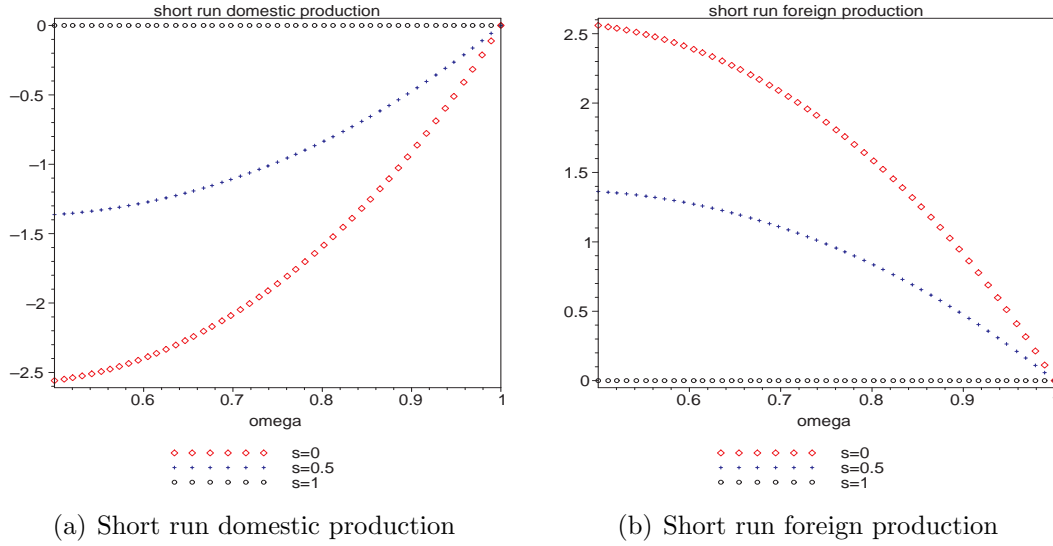 short run domestic production
0
–0.5
–1
–1.5
–2
–2.5
0.6 0.7 0.8 0.9 1
omega
s=0
s=0.5
s=1
(a) Short run domestic production
short run foreign production
2.5
2
1.5
1
0.5
0
0.6 0.7 0.8 0.9
omega
s=0
s=0.5
s=1
(b) Short run foreign production